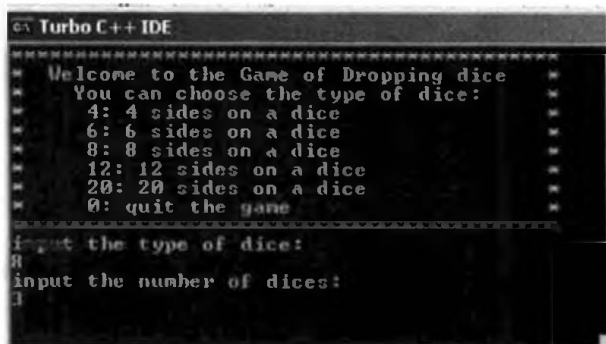 Turbo C++ IDE
*******************************************
* Welcome to the Game of Dropping dice *
* You can choose the type of dice: *
* 4: 4 sides on a dice *
* 6: 6 sides on a dice *
* 8: 8 sides on a dice *
* 12: 12 sides on a dice *
* 20: 20 sides on a dice *
* 0: quit the game *
*******************************************
input the type of dice:
8
input the number of dices:
3